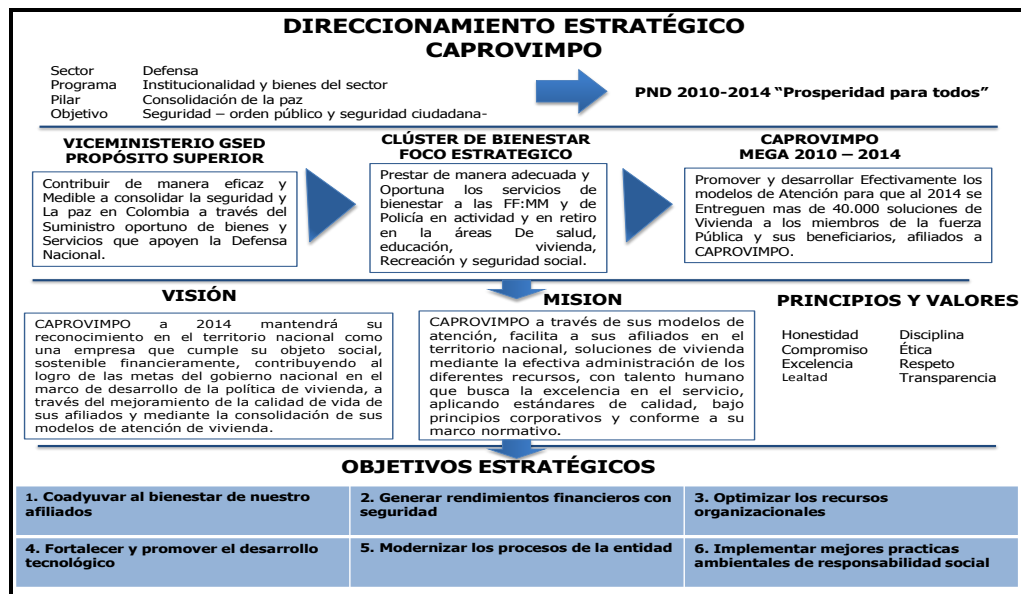 DIRECCIONAMIENTO ESTRATÉGICO
CAPROVIMPO
Sector Defensa
Programa Institucionalidad y bienes del sector
Pilar Consolidación de la paz
Objetivo Seguridad – orden público y seguridad ciudadana-
PND 2010-2014 “Prosperidad para todos”
VICEMINISTERIO GSED
PROPÓSITO SUPERIOR
Contribuir de manera eficaz y
Medible a consolidar la seguridad y
La paz en Colombia a través del
Suministro oportuno de bienes y
Servicios que apoyen la Defensa
Nacional.
CLÚSTER DE BIENESTAR
FOCO ESTRATEGICO
Prestar de manera adecuada y
Oportuna los servicios de
bienestar a las FF:MM y de
Policía en actividad y en retiro
en la áreas De salud,
educación, vivienda,
Recreación y seguridad social.
CAPROVIMPO
MEGA 2010 – 2014
Promover y desarrollar Efectivamente los
modelos de Atención para que al 2014 se
Entreguen mas de 40.000 soluciones de
Vivienda a los miembros de la fuerza
Pública y sus beneficiarios, afiliados a
CAPROVIMPO.
VISIÓN
CAPROVIMPO a 2014 mantendrá su
reconocimiento en el territorio nacional como
una empresa que cumple su objeto social,
sostenible financieramente, contribuyendo al
logro de las metas del gobierno nacional en el
marco de desarrollo de la política de vivienda, a
través del mejoramiento de la calidad de vida de
sus afiliados y mediante la consolidación de sus
modelos de atención de vivienda.
MISION
CAPROVIMPO a través de sus modelos de
atención, facilita a sus afiliados en el
territorio nacional, soluciones de vivienda
mediante la efectiva administración de los
diferentes recursos, con talento humano
que busca la excelencia en el servicio,
aplicando estándares de calidad, bajo
principios corporativos y conforme a su
marco normativo.
PRINCIPIOS Y VALORES
Honestidad Disciplina
Compromiso Ética
Excelencia Respeto
Lealtad Transparencia
OBJETIVOS ESTRATÉGICOS
1. Coadyuvar al bienestar de nuestro
afiliados
2. Generar rendimientos financieros con
seguridad
3. Optimizar los recursos
organizacionales
4. Fortalecer y promover el desarrollo
tecnológico
5. Modernizar los procesos de la entidad
6. Implementar mejores practicas
ambientales de responsabilidad social